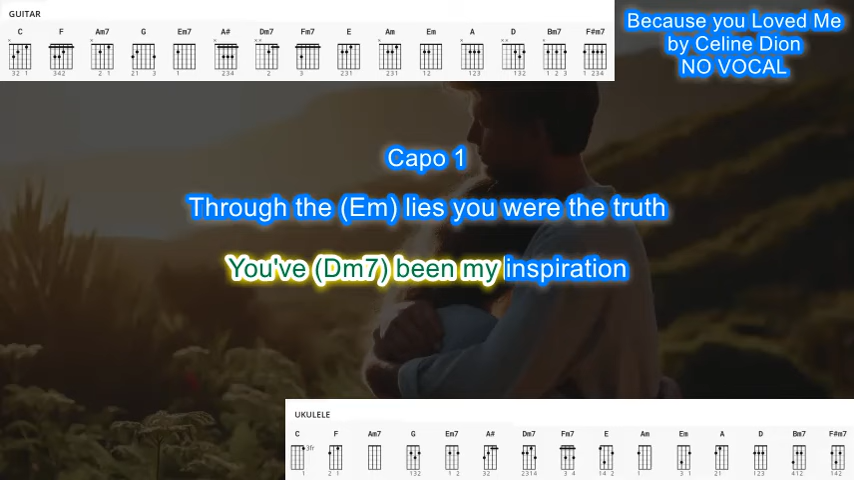 GUITAR
C F Am7 G Em7 A# Dm7 Fm7 E Am Em A D Bm7 F#m7
Because you Loved Me
by Celine Dion
NO VOCAL
Capo 1
Through the (Em) lies you were the truth
You've (Dm7) been my inspiration
UKULELE
C F Am7 G Em7 A# Dm7 Fm7 E Am Em A D Bm7 F#m7
3fr